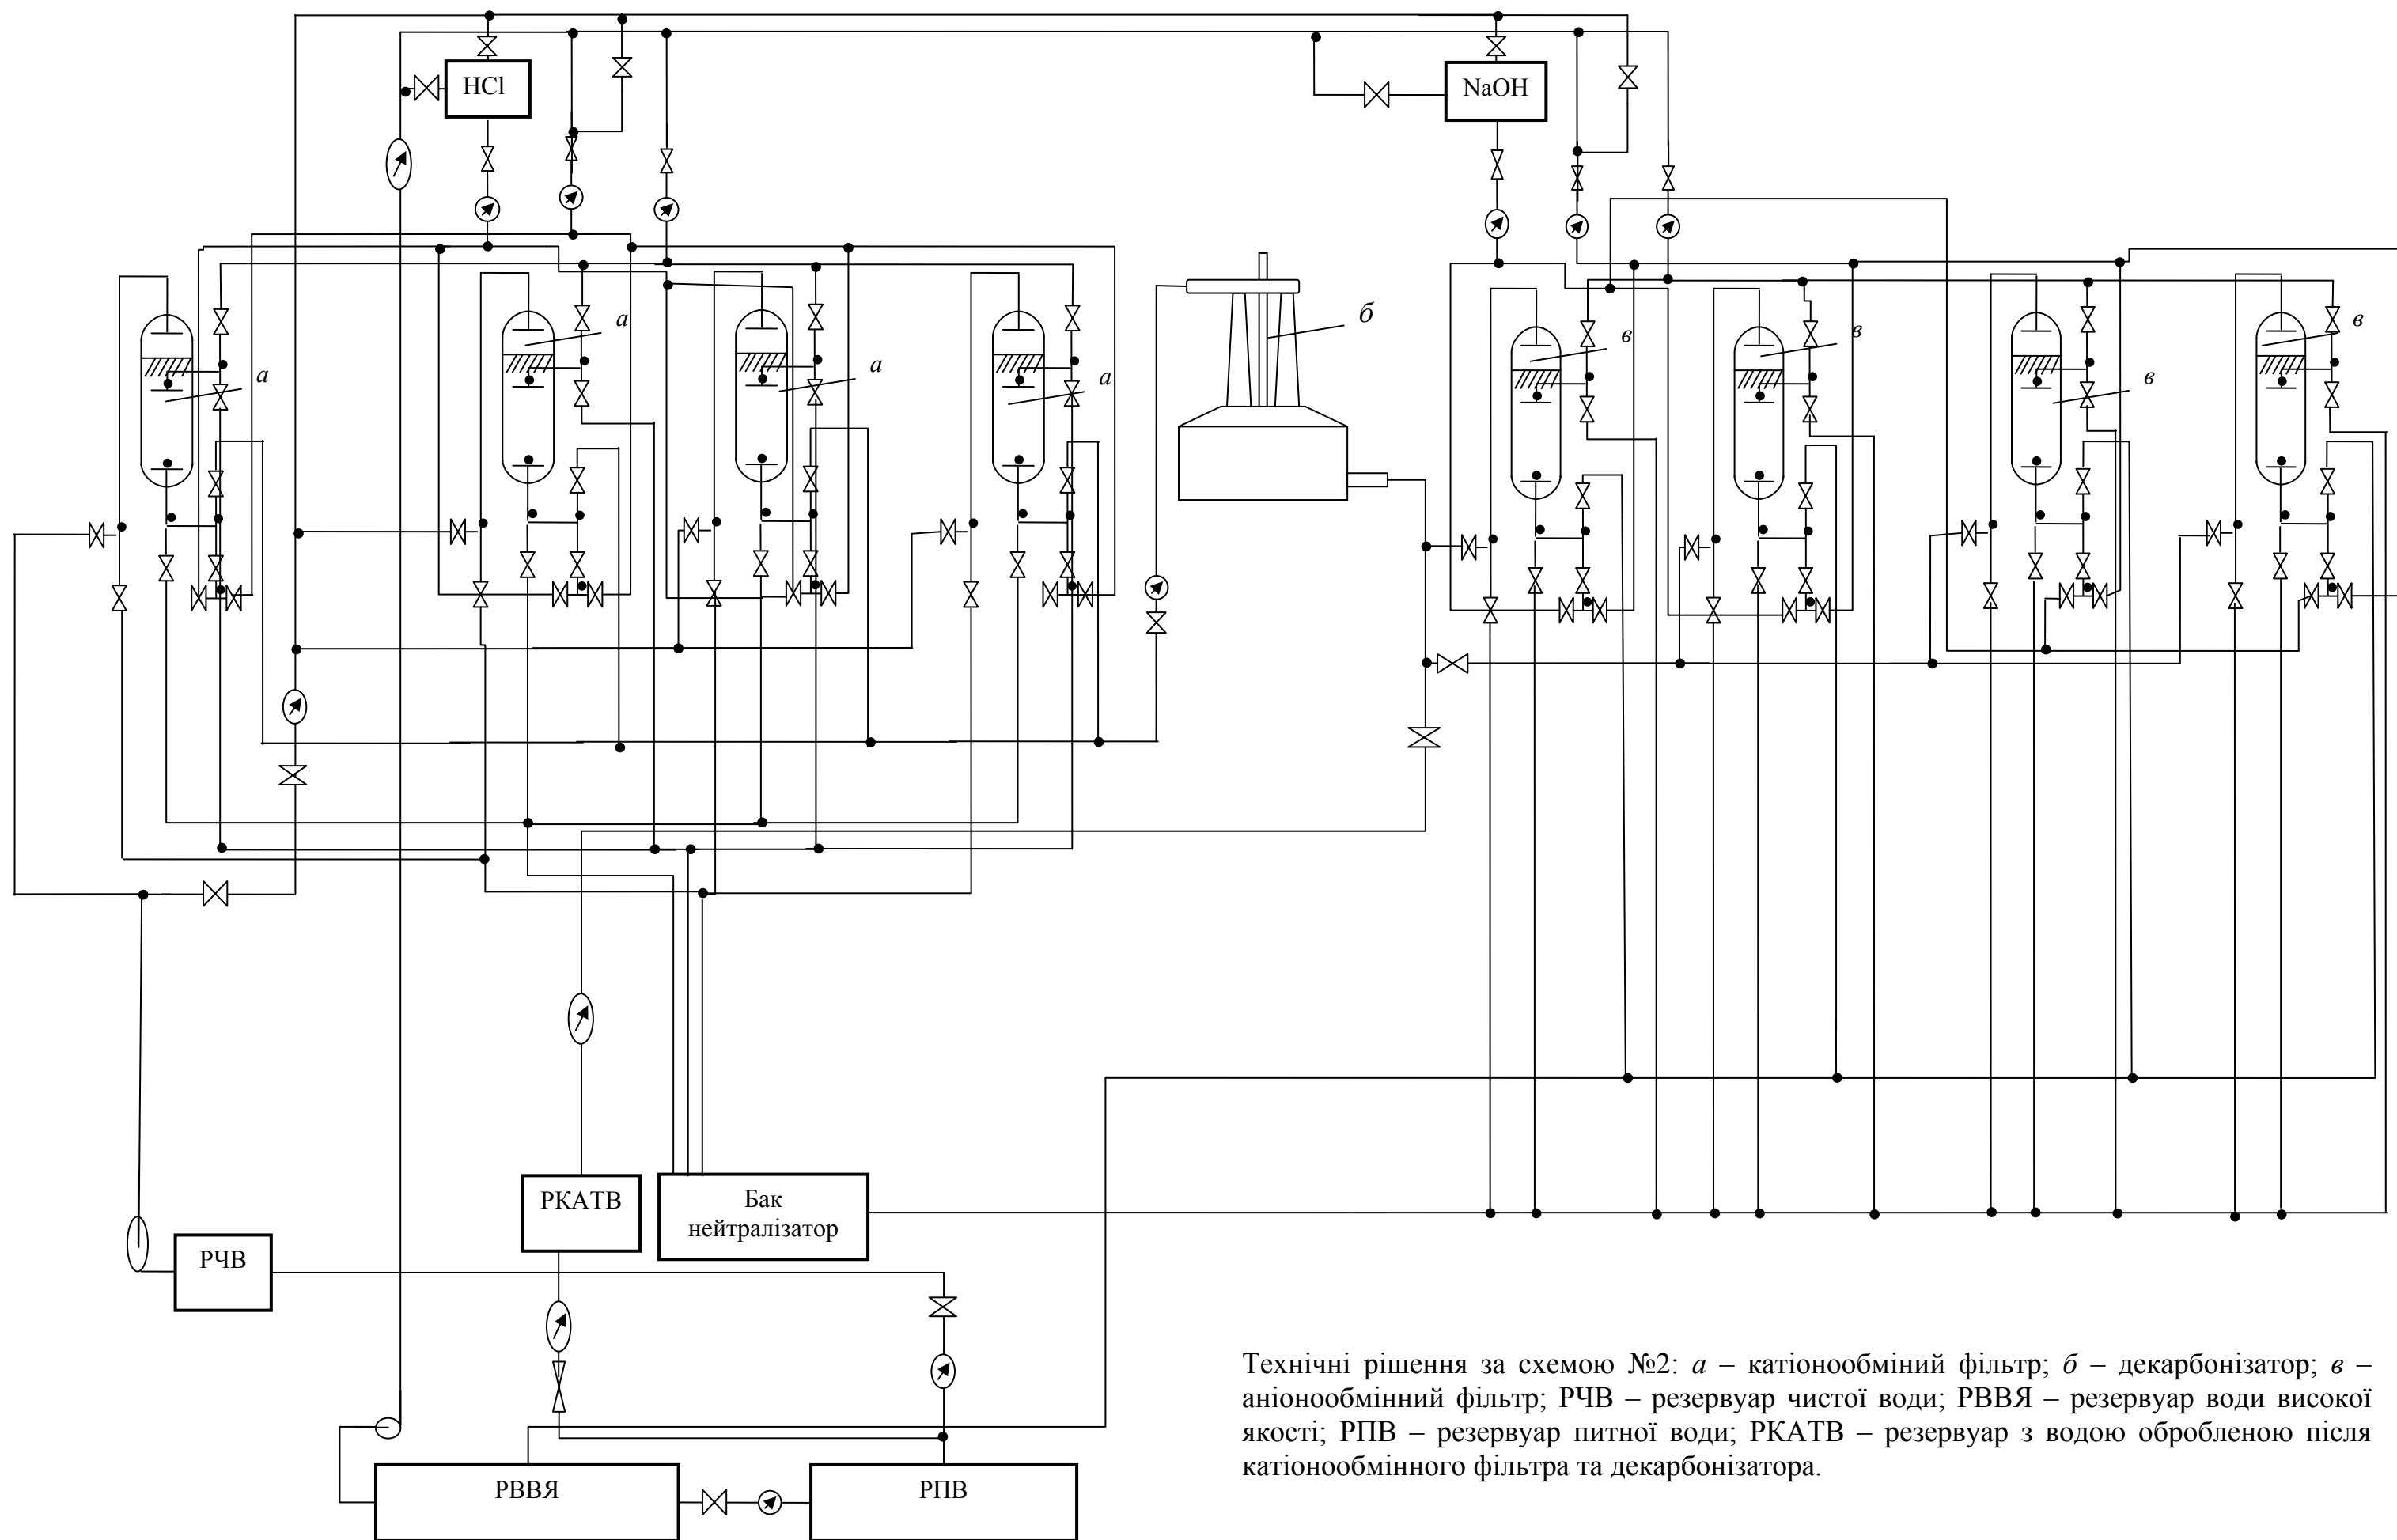 HCl
NaOH
а
а
а
а
б
в
в
в
в
РКАТВ
Бак
нейтралізатор
РЧВ
РВВЯ
РПВ
Технічні рішення за схемою №2: а – катіонообміний фільтр; б – декарбонізатор; в –
аніонообмінний фільтр; РЧВ – резервуар чистої води; РВВЯ – резервуар води високої
якості; РПВ – резервуар питної води; РКАТВ – резервуар з водою обробленою після
катіонообмінного фільтра та декарбонізатора.